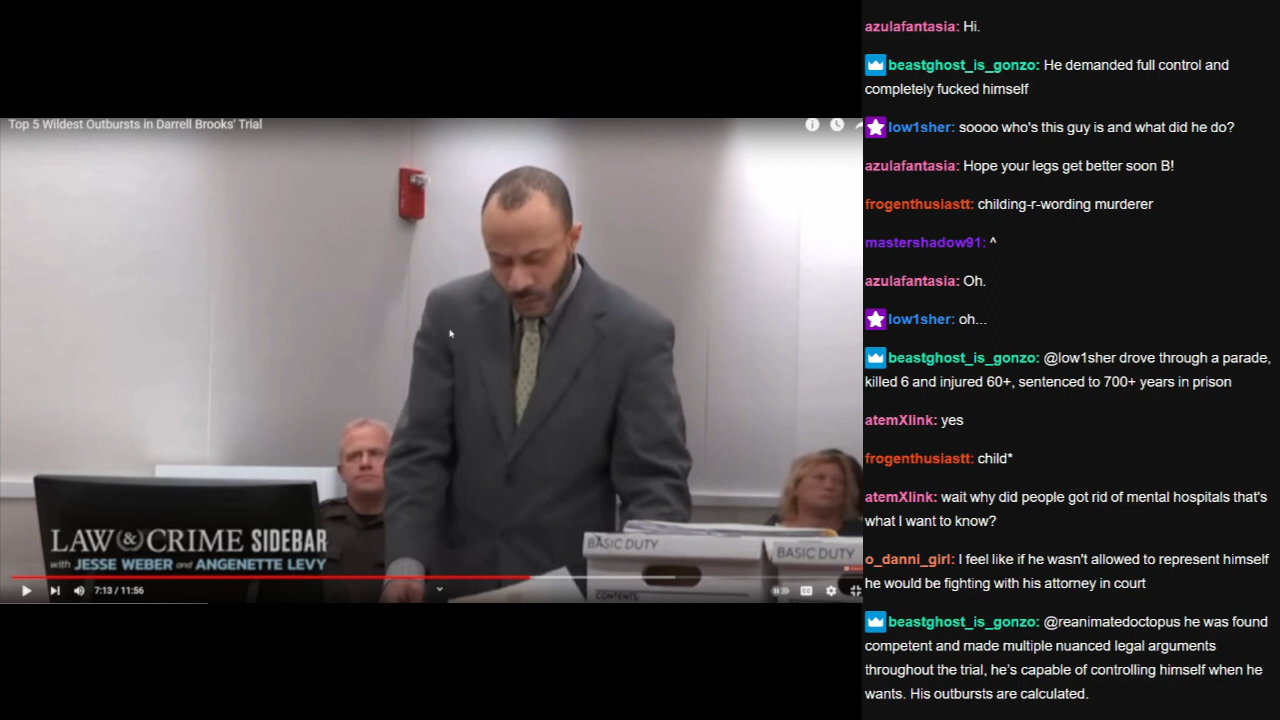 Top 5 Wildest Outbursts in Darrell Brooks' Trial
LAW & CRIME SIDEBAR
with JESSE WEBER and ANGENETTE LEVY
BASIC DUTY
BASIC DUTY
CONTENTS
7:13 / 11:56
azulafantasia: Hi.
beastghost_is_gonzo: He demanded full control and
completely fucked himself
low1sher: soooo who's this guy is and what did he do?
azulafantasia: Hope your legs get better soon B!
frogenthusiastt: childing-r-wording murderer
mastershadow91: ^
azulafantasia: Oh.
low1sher: oh...
beastghost_is_gonzo: @low1sher drove through a parade,
killed 6 and injured 60+, sentenced to 700+ years in prison
atemXlink: yes
frogenthusiastt: child*
atemXlink: wait why did people got rid of mental hospitals that's
what I want to know?
o_danni_girl: I feel like if he wasn't allowed to represent himself
he would be fighting with his attorney in court
beastghost_is_gonzo: @reanimatedoctopus he was found
competent and made multiple nuanced legal arguments
throughout the trial, he's capable of controlling himself when he
wants. His outbursts are calculated.